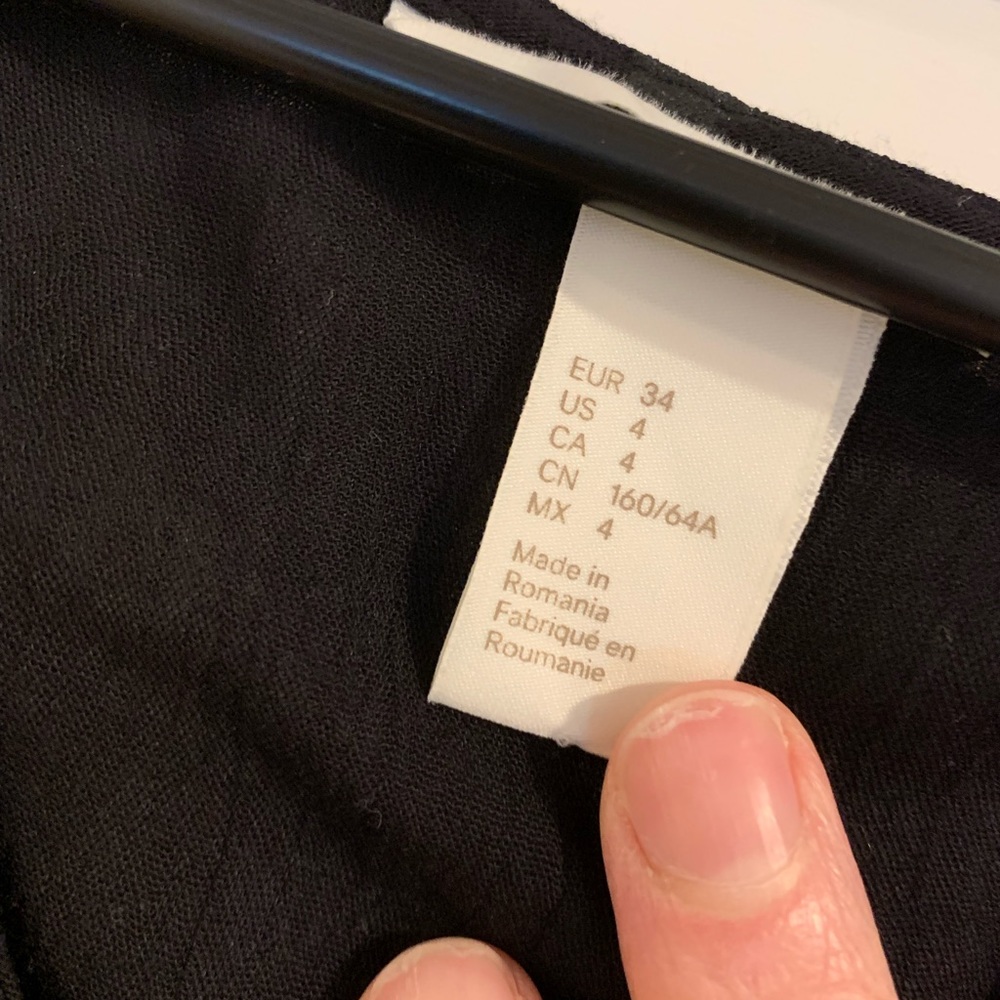 EUR 34
US 4
CA 4
CN 160/64A
MX 4
Made in
Romania
Fabriqué en
Roumanie